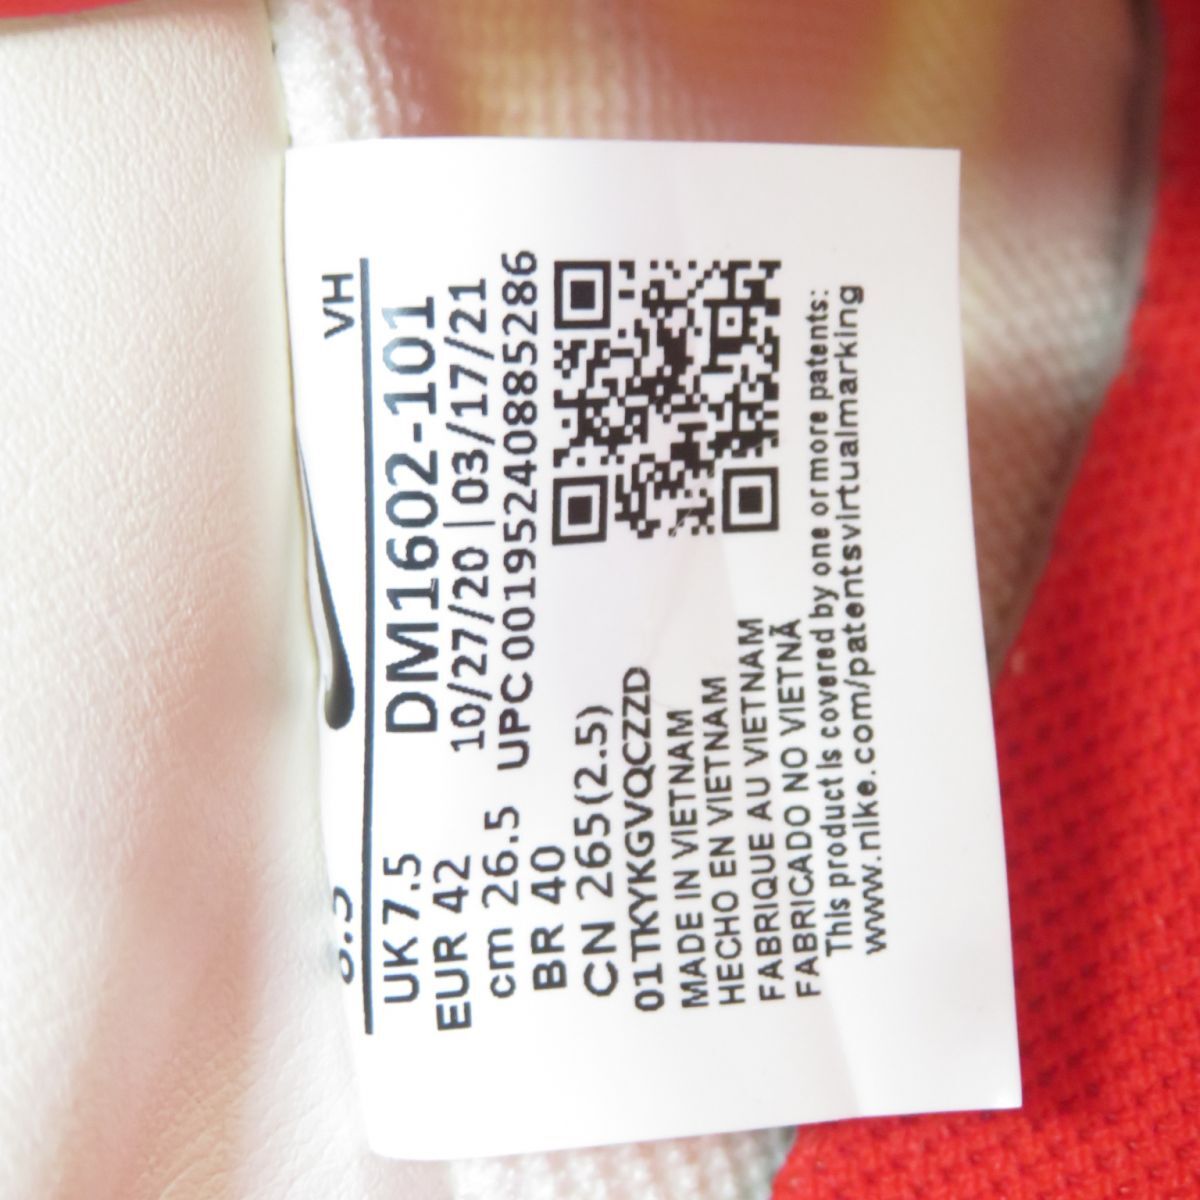 VH
8.5
UK 7.5
DM1602-101
EUR 42
10/27/20 | 03/17/21
cm 26.5
UPC 00195240885286
BR 40
CN 265(2.5)
01TKYKGVQCZZD
MADE IN VIETNAM
HECHO EN VIETNAM
FABRIQUE AU VIETNAM
FABRICADO NO VIETNÃ
This product is covered by one or more patents:
www.nike.com/patentsvirtualmarking